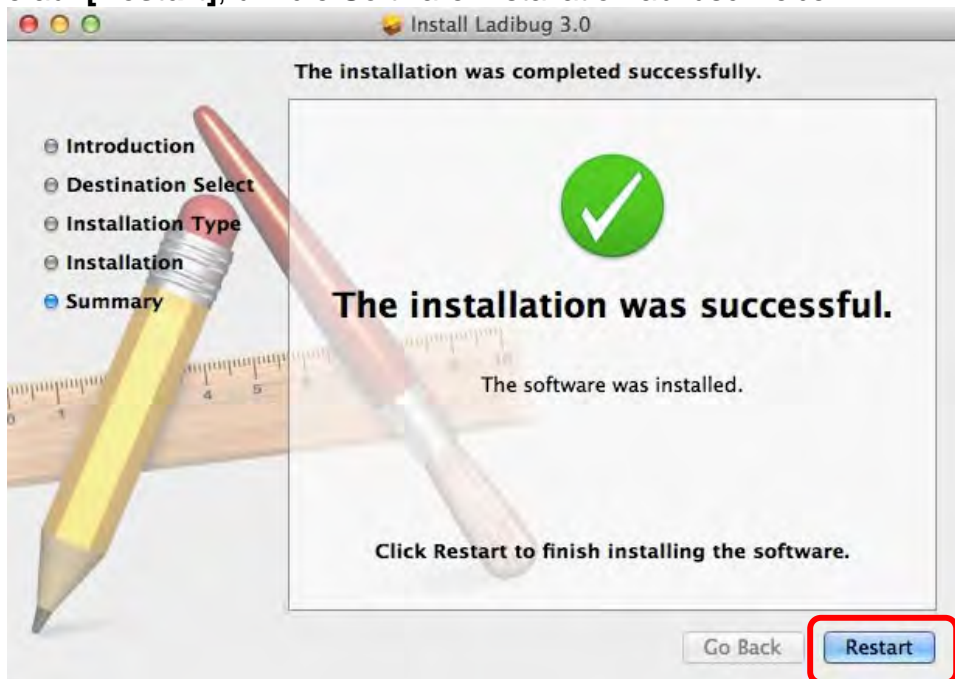 Install Ladibug 3.0
The installation was completed successfully.
Introduction
Destination Select
Installation Type
Installation
Summary
The installation was successful.
The software was installed.
Click Restart to finish installing the software.
Go Back
Restart